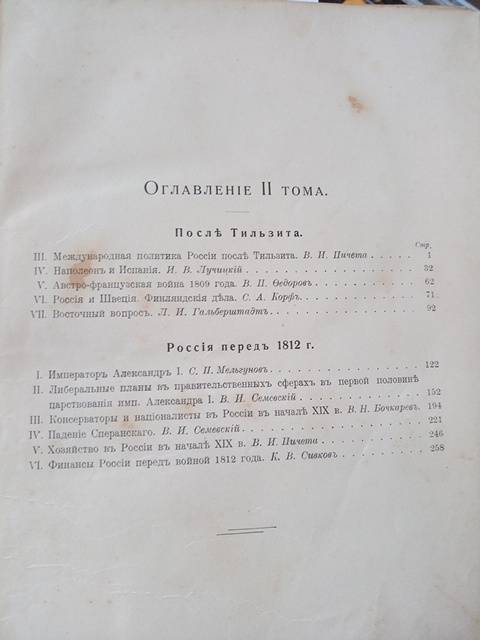 Оглавленіе II тома.
Послѣ Тильзита.
Стр.
III. Международная политика Россіи послѣ Тильзита. В. И. Пичета . . . . . 1
IV. Наполеонъ и Испанія. И. В. Лучицкій . . . . . . . . . . . . . . . . 32
V. Австро-французская война 1809 года. В. П. Ѳедоровъ . . . . . . . . . 62
VI. Россія и Швеція. Финляндскія дѣла. С. А. Корфъ . . . . . . . . . . 71
VII. Восточный вопросъ. Л. И. Гальберштадтъ . . . . . . . . . . . . . . 92
Россія передъ 1812 г.
I. Императоръ Александръ I. С. П. Мельгуновъ . . . . . . . . . . . . . 122
II. Либеральные планы въ правительственныхъ сферахъ въ первой половинѣ
царствованія имп. Александра I. В. И. Семевскій . . . . . . . . . . 152
III. Консерваторы и націоналисты въ Россіи въ началѣ XIX в. В. Н. Бочкаревъ. 194
IV. Паденіе Сперанскаго. В. И. Семевскій . . . . . . . . . . . . . . . 221
V. Хозяйство въ Россіи въ началѣ XIX в. В. И. Пичета . . . . . . . . . 246
VI. Финансы Россіи передъ войной 1812 года. К. В. Сивковъ . . . . . . . 258